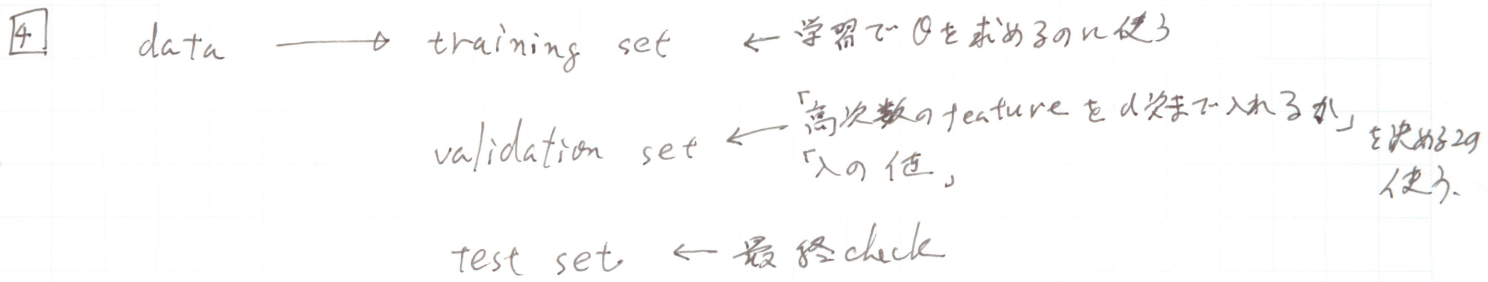 4 data → training set ← 学習でθを求めるのに使う
validation set ← 「高次数のfeatureをd次まで入れるか」
「λの値」
を決める
使う.
test set ← 最終check